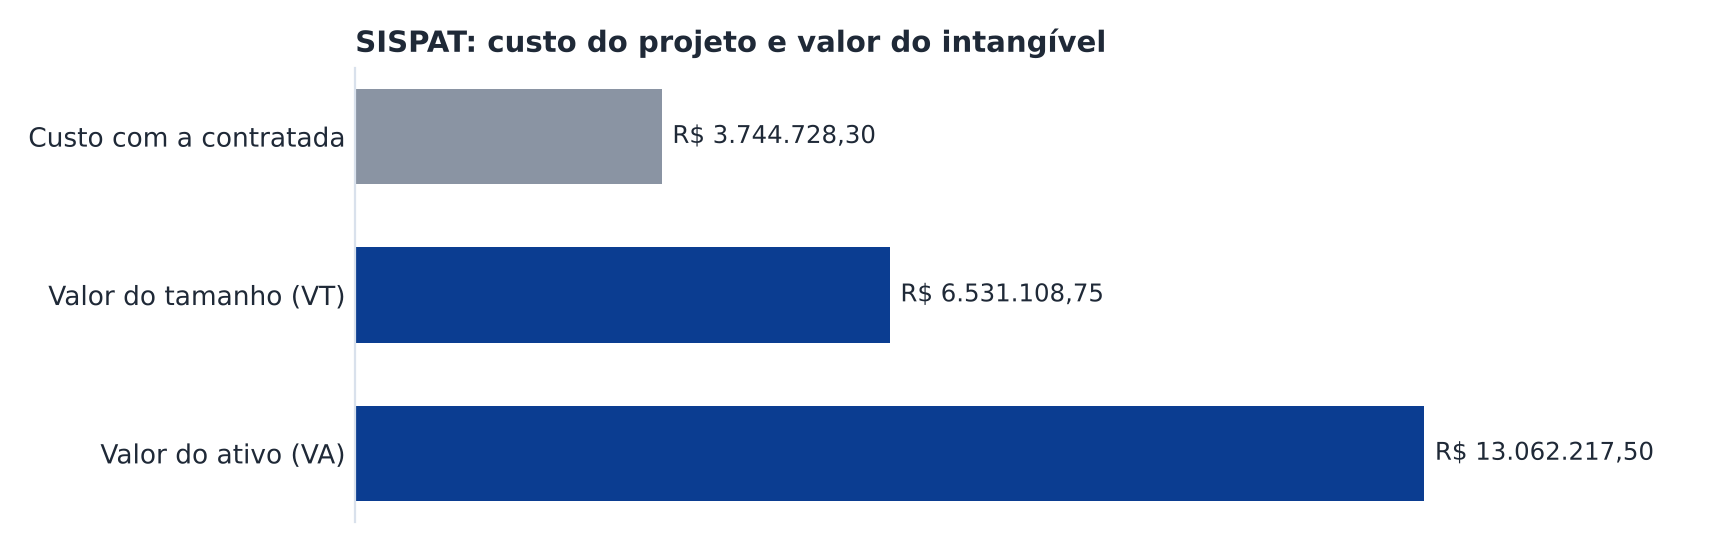 SISPAT: custo do projeto e valor do intangível
Custo com a contratada
R$ 3.744.728,30
Valor do tamanho (VT)
R$ 6.531.108,75
Valor do ativo (VA)
R$ 13.062.217,50